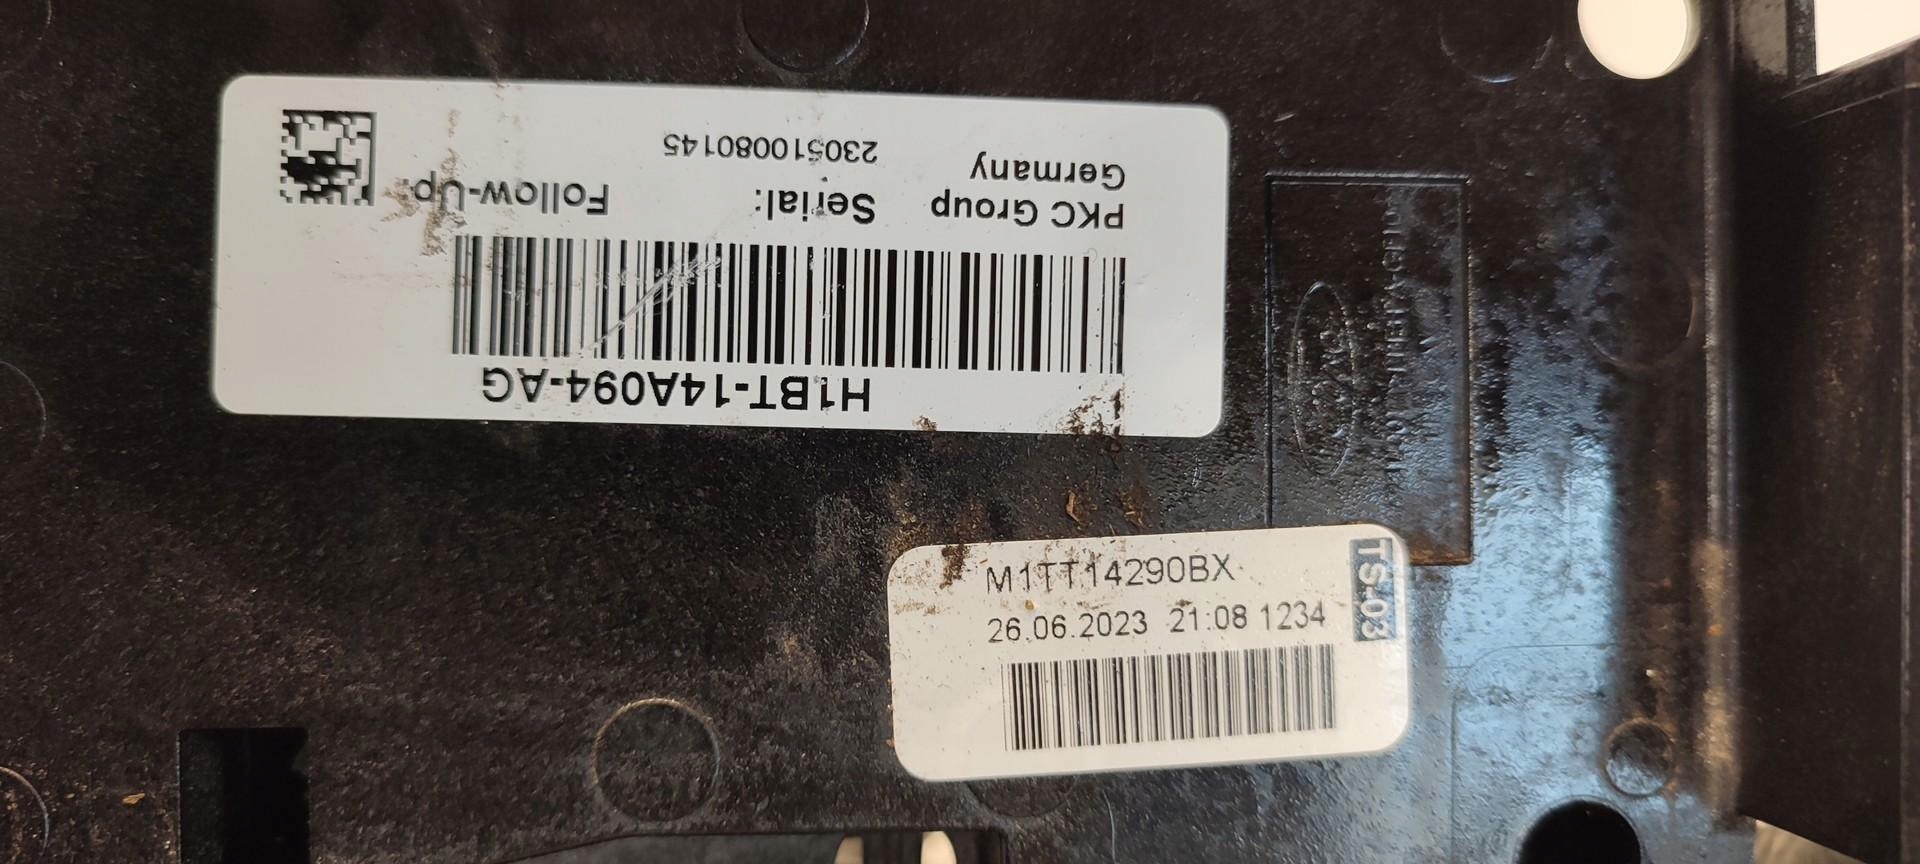 H1BT-14A094-AG
PKC Group
Germany
Serial:
230510080145
Follow-Up:
M1TT14290BX
26.06.2023 21:08 1234
TS-03